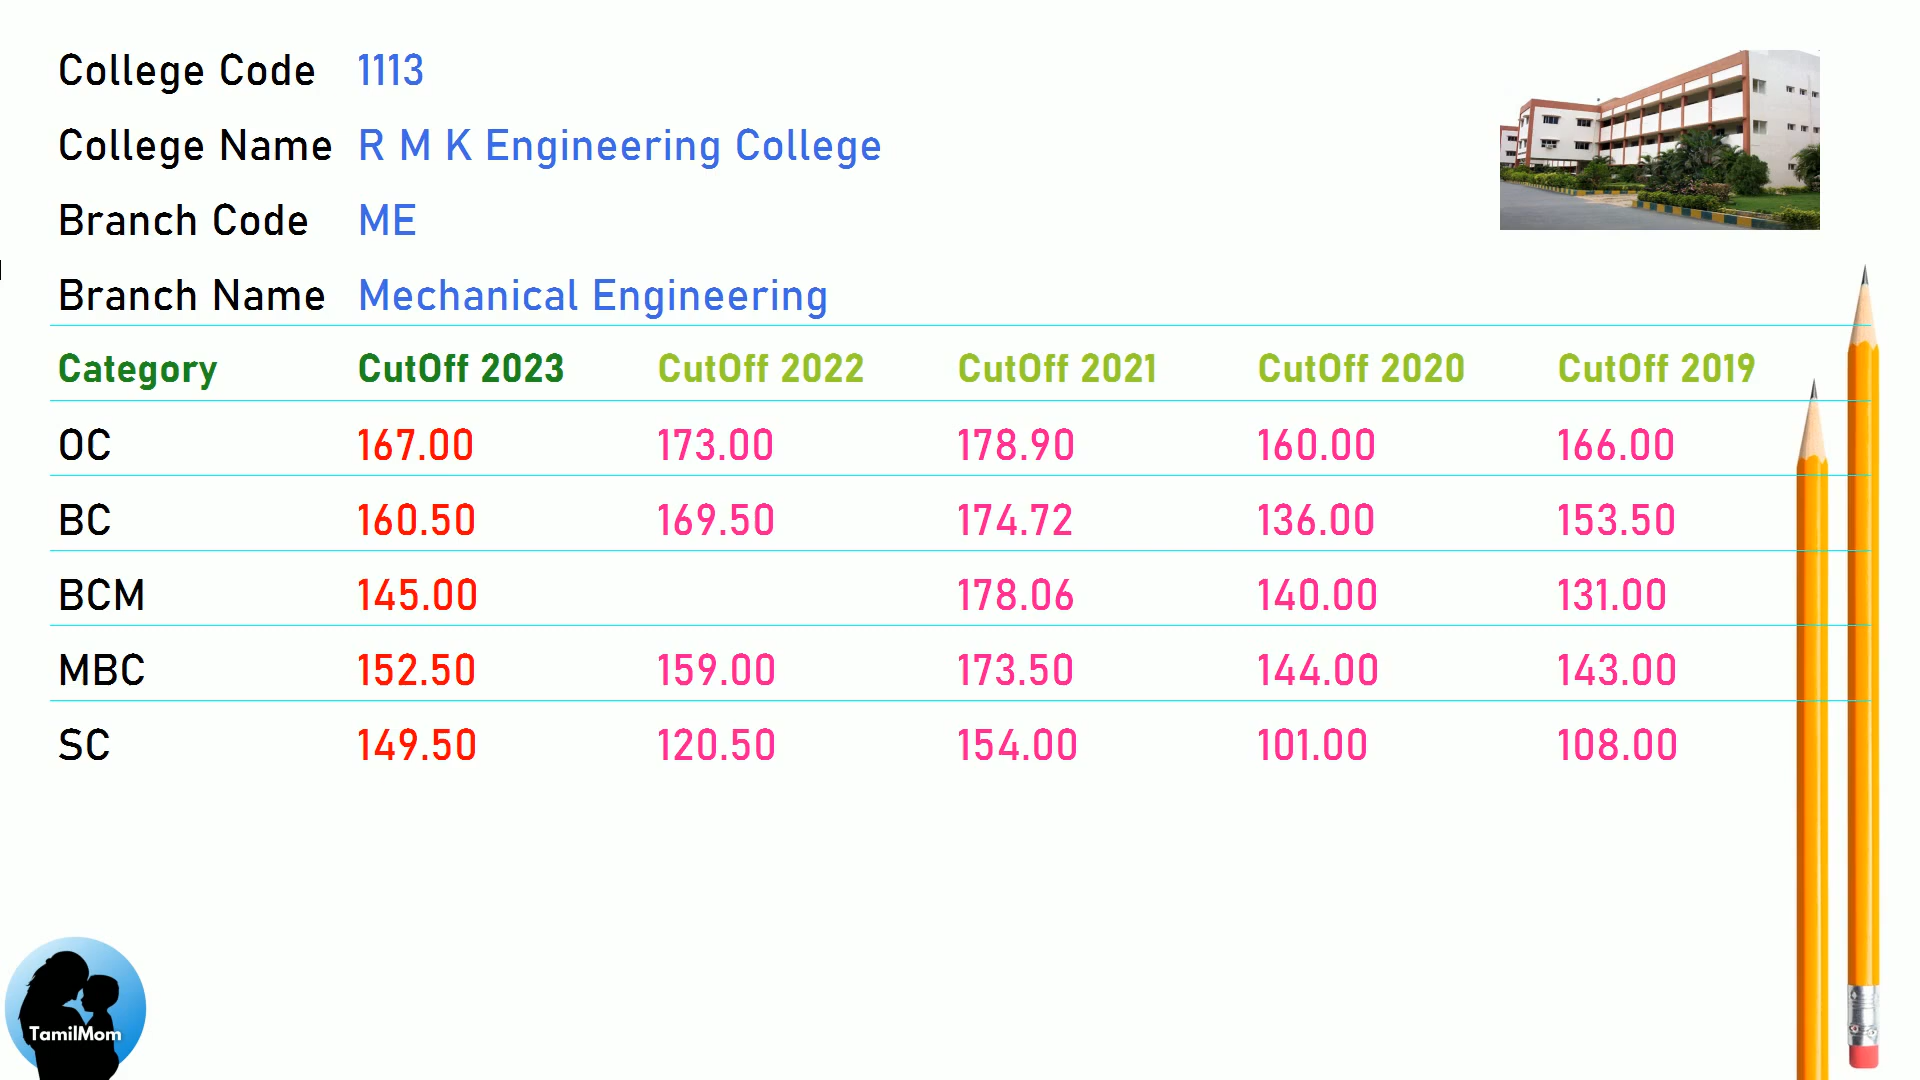 College Code 1113
College Name R M K Engineering College
Branch Code ME
Branch Name Mechanical Engineering
Category CutOff 2023 CutOff 2022 CutOff 2021 CutOff 2020 CutOff 2019
OC 167.00 173.00 178.90 160.00 166.00
BC 160.50 169.50 174.72 136.00 153.50
BCM 145.00 178.06 140.00 131.00
MBC 152.50 159.00 173.50 144.00 143.00
SC 149.50 120.50 154.00 101.00 108.00
TamilMom